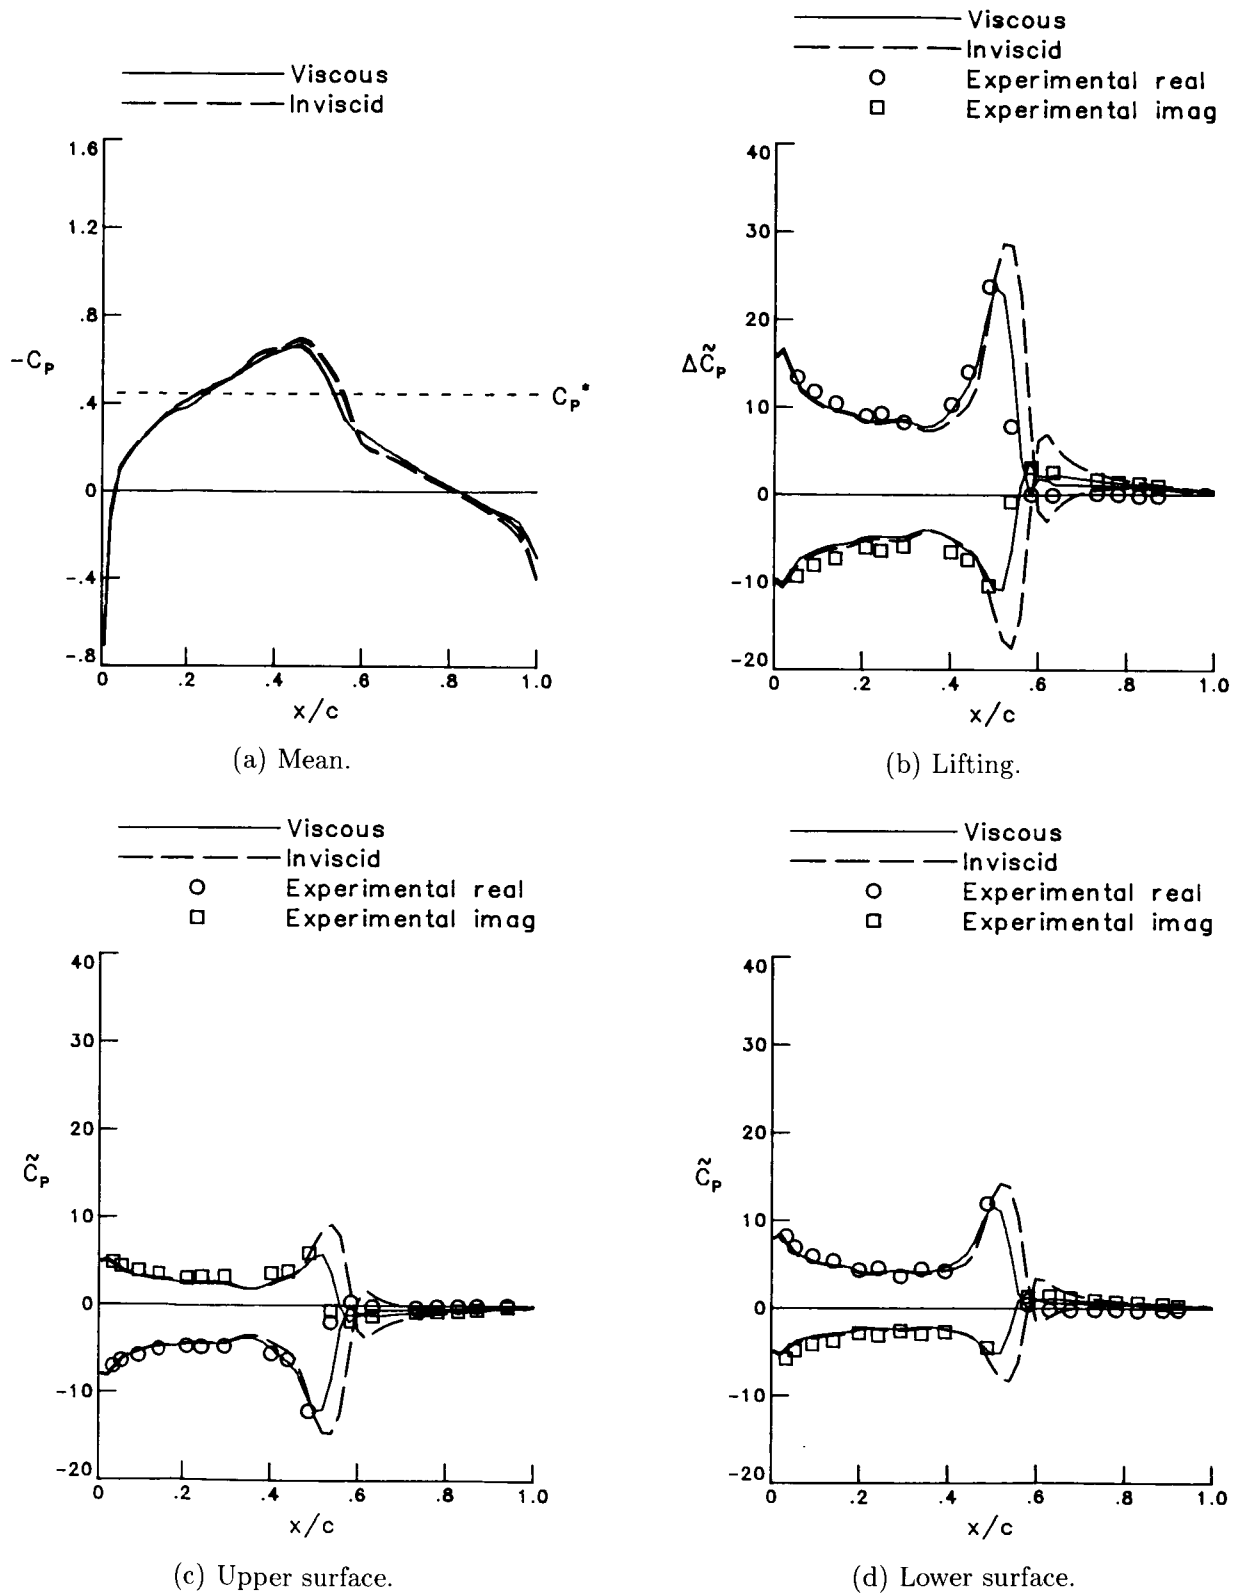 Viscous
Inviscid
1.6
1.2
.8
.4
0
-.4
-.8
-C_P
C_P*
0 .2 .4 .6 .8 1.0
x/c
(a) Mean.
Viscous
Inviscid
Experimental real
Experimental imag
40
30
20
10
0
-10
-20
ΔC̃_P
0 .2 .4 .6 .8 1.0
x/c
(b) Lifting.
Viscous
Inviscid
Experimental real
Experimental imag
40
30
20
10
0
-10
-20
C̃_P
0 .2 .4 .6 .8 1.0
x/c
(c) Upper surface.
Viscous
Inviscid
Experimental real
Experimental imag
40
30
20
10
0
-10
-20
C̃_P
0 .2 .4 .6 .8 1.0
x/c
(d) Lower surface.